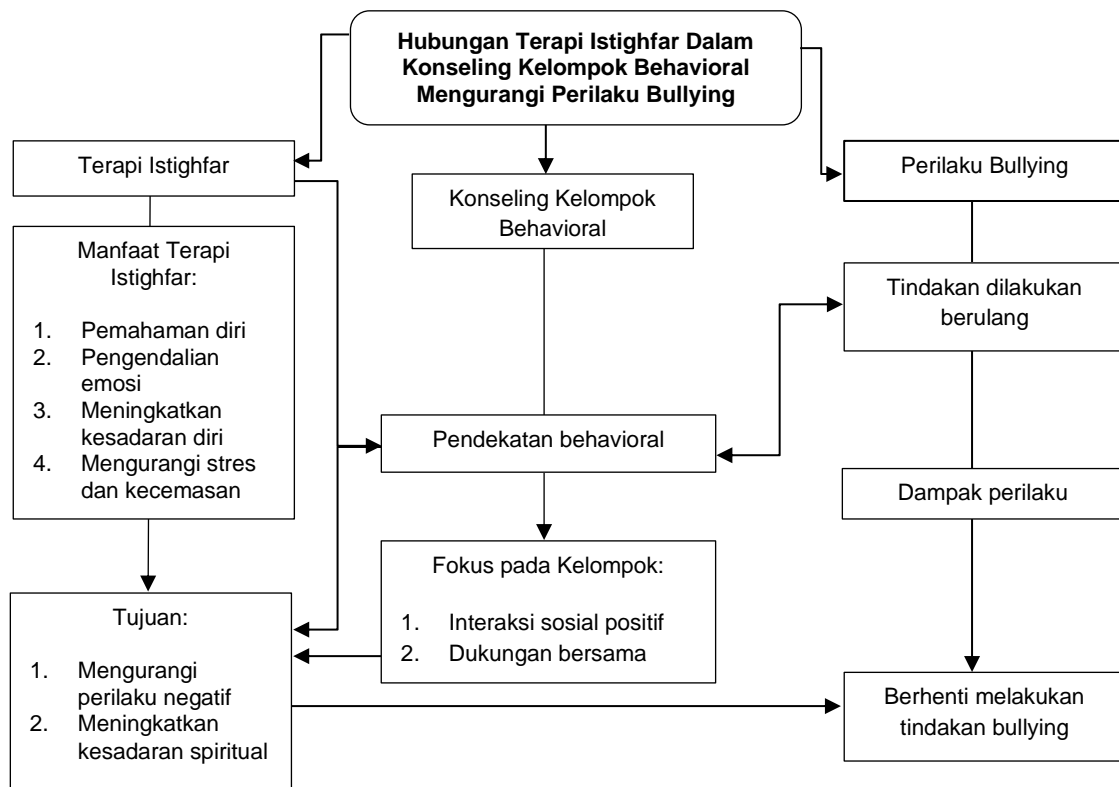 Hubungan Terapi Istighfar Dalam
Konseling Kelompok Behavioral
Mengurangi Perilaku Bullying
Terapi Istighfar
Konseling Kelompok
Behavioral
Perilaku Bullying
Manfaat Terapi
Istighfar:
1. Pemahaman diri
2. Pengendalian
emosi
3. Meningkatkan
kesadaran diri
4. Mengurangi stres
dan kecemasan
Tindakan dilakukan
berulang
Pendekatan behavioral
Dampak perilaku
Fokus pada Kelompok:
1. Interaksi sosial positif
2. Dukungan bersama
Tujuan:
1. Mengurangi
perilaku negatif
2. Meningkatkan
kesadaran spiritual
Berhenti melakukan
tindakan bullying